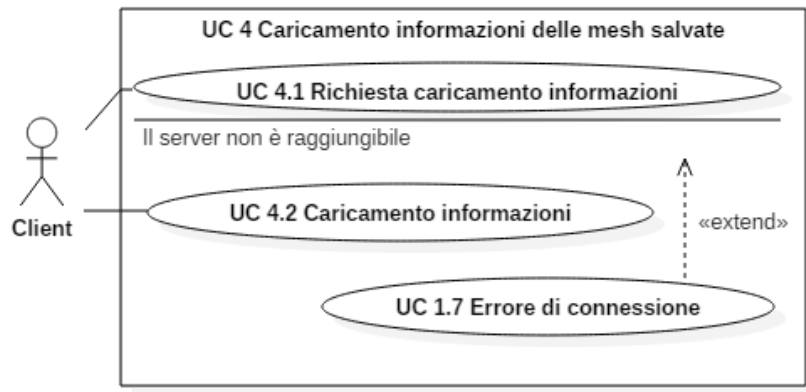 UC 4 Caricamento informazioni delle mesh salvate
UC 4.1 Richiesta caricamento informazioni
Il server non è raggiungibile
UC 4.2 Caricamento informazioni
«extend»
Client
UC 1.7 Errore di connessione